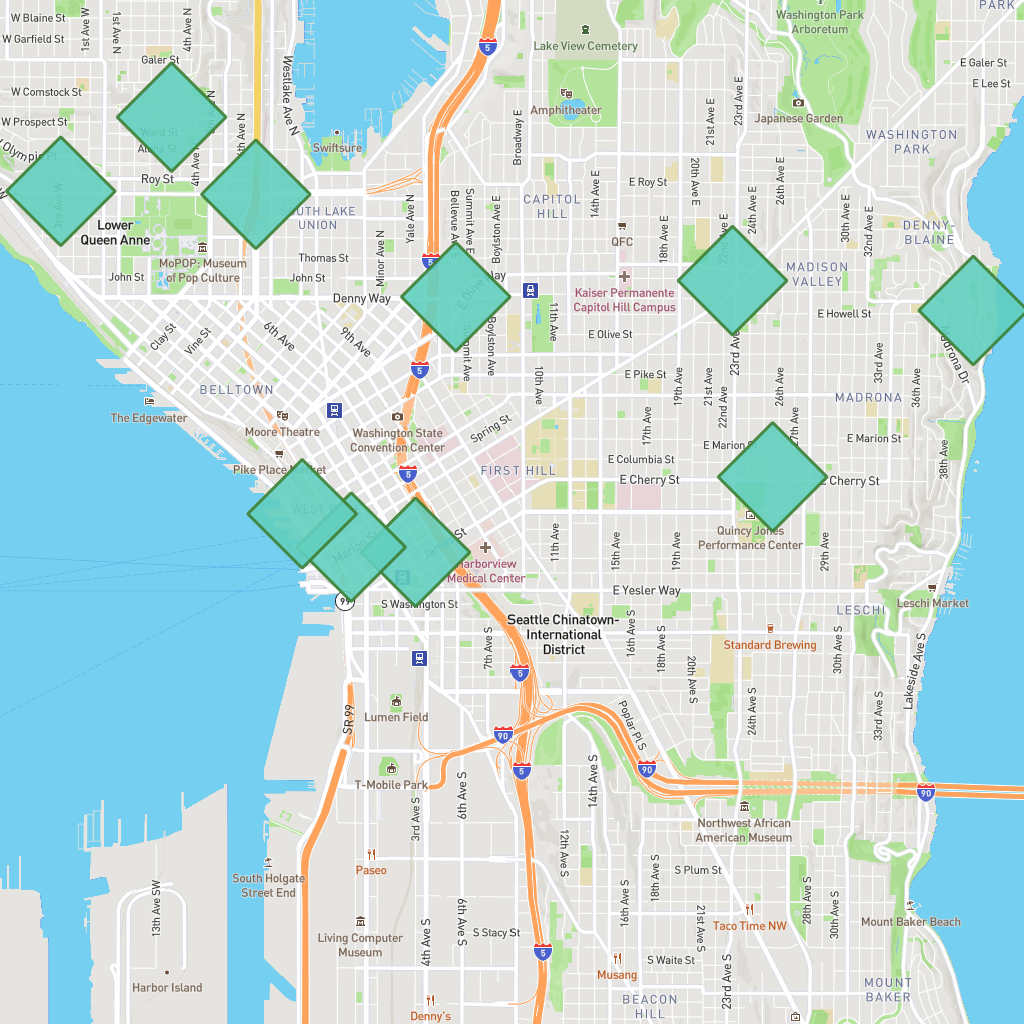 W Blaine St
W Garfield St
1st Ave W
1st Ave N
Galer St
W Comstock St
W Prospect St
Ward St
Westlake Ave N
4th Ave N
Roy St
3rd Ave W
Lower
Queen Anne
Swiftsure
SOUTH LAKE
UNION
MoPOP: Museum
of Pop Culture
John St
Thomas St
John St
Denny Way
Minor Ave N
Yale Ave N
Bellevue Ave
Summit Ave E
Boylston Ave E
Broadway E
5
Lake View Cemetery
Amphitheater
Washington Park
Arboretum
PARK
E Galer St
E Lee St
Japanese Garden
WASHINGTON
PARK
21st Ave E
23rd Ave E
20th Ave E
E Roy St
14th Ave E
CAPITOL
HILL
QFC
18th Ave E
24th Ave E
26th Ave E
30th Ave E
32nd Ave E
DENNY-
BLAINE
MADISON
VALLEY
Kaiser Permanente
Capitol Hill Campus
E Howell St
5
E Olive St
11th Ave
Boylston Ave
Clay St
Vine St
6th Ave
9th Ave
BELLTOWN
The Edgewater
Moore Theatre
Pike Place Market
5
Washington State
Convention Center
Spring St
E Pike St
10th Ave
19th Ave
21st Ave
22nd Ave
23rd Ave
26th Ave
33rd Ave
36th Ave
Madrona Dr
MADRONA
17th Ave
E Marion St
27th Ave
E Marion St
38th Ave
FIRST HILL
E Columbia St
E Cherry St
E Cherry St
5
Marion St
James St
Harborview
Medical Center
Quincy Jones
Performance Center
11th Ave
15th Ave
19th Ave
29th Ave
99
S Washington St
E Yesler Way
Leschi Market
LESCHI
Seattle Chinatown-
International
District
7th Ave S
16th Ave S
18th Ave S
20th Ave S
Standard Brewing
30th Ave S
Lakeside Ave S
5
Lumen Field
SR 99
90
Poplar Pl S
24th Ave S
33rd Ave S
T-Mobile Park
5
90
90
3rd Ave S
6th Ave S
14th Ave S
12th Ave S
Northwest African
American Museum
South Holgate
Street End
Paseo
18th Ave S
16th Ave S
S Plum St
28th Ave S
30th Ave S
13th Ave SW
Living Computer
Museum
4th Ave S
6th Ave S
S Stacy St
21st Ave S
Taco Time NW
Mount Baker Beach
5
Musang
S Waite St
23rd Ave S
Harbor Island
Denny's
BEACON
HILL
MOUNT
BAKER